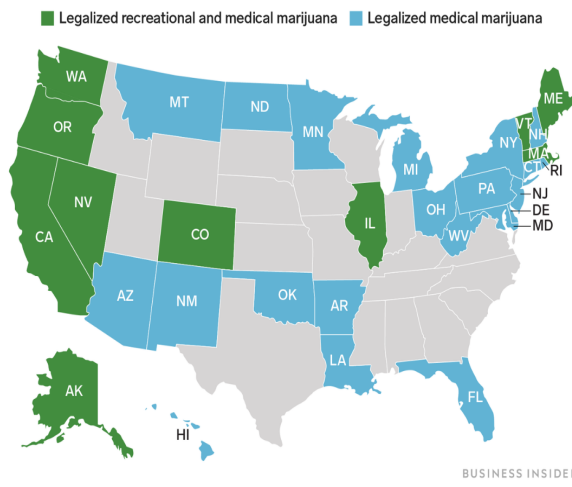 Legalized recreational and medical marijuana
Legalized medical marijuana
WA
MT
ND
ME
OR
MN
VT
NH
NY
MA
MI
CT
RI
NV
PA
NJ
IL
OH
DE
CO
WV
MD
CA
AZ
NM
OK
AR
LA
AK
FL
HI
BUSINESS INSIDER